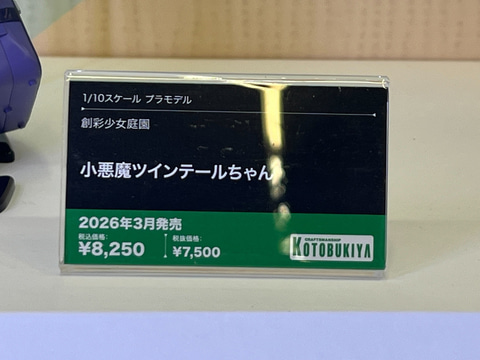 1/10スケール プラモデル
創彩少女庭園
小悪魔ツインテールちゃん
2026年3月発売
税込価格: 税抜価格:
¥8,250 ¥7,500
CRAFTSMANSHIP
KOTOBUKIYA